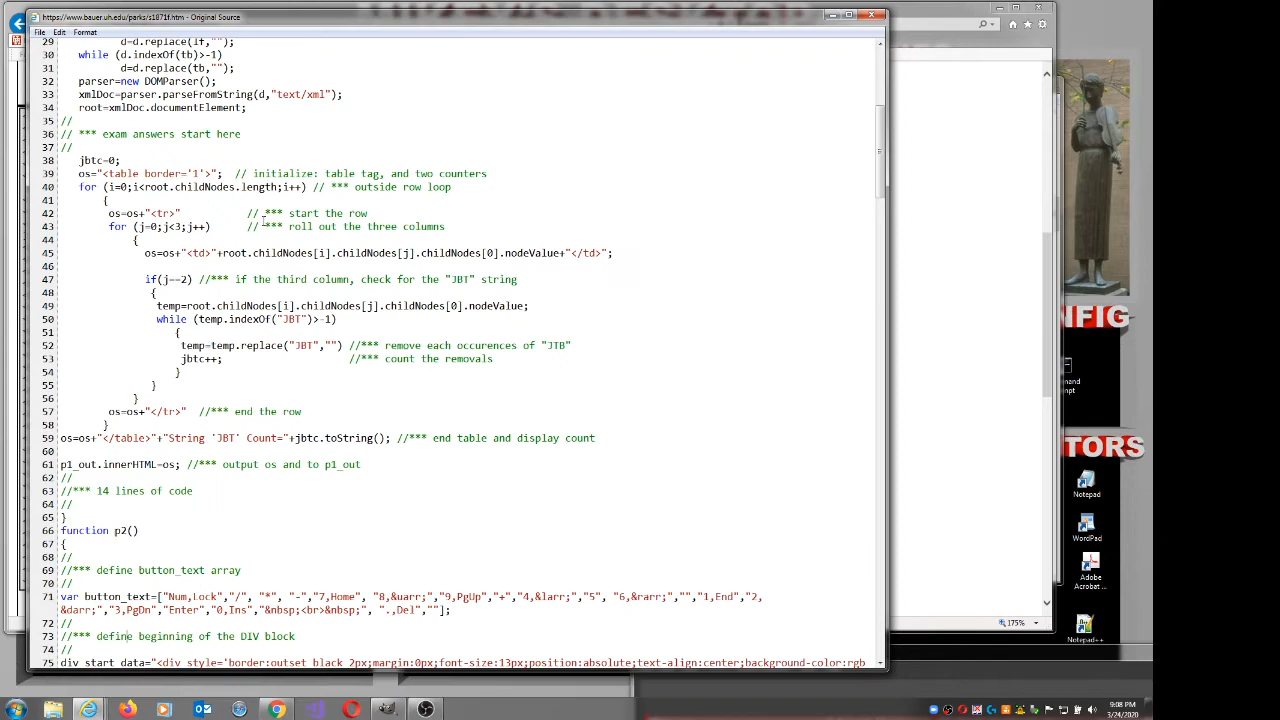 https://www.bauer.uh.edu/parks/s1871f.htm - Original Source
File Edit Format
29 d=d.replace(lf,"");
30 while (d.indexOf(tb)>-1)
31 d=d.replace(tb,"");
32 parser=new DOMParser();
33 xmlDoc=parser.parseFromString(d,"text/xml");
34 root=xmlDoc.documentElement;
35 //
36 // *** exam answers start here
37 //
38 jbtc=0;
39 os="<table border='1'>"; // initialize: table tag, and two counters
40 for (i=0;i<root.childNodes.length;i++) // *** outside row loop
41 {
42 os=os+"<tr>" // *** start the row
43 for (j=0;j<3;j++) // *** roll out the three columns
44 {
45 os=os+"<td>"+root.childNodes[i].childNodes[j].childNodes[0].nodeValue+"</td>";
46
47 if(j==2) //*** if the third column, check for the "JBT" string
48 {
49 temp=root.childNodes[i].childNodes[j].childNodes[0].nodeValue;
50 while (temp.indexOf("JBT")>-1)
51 {
52 temp=temp.replace("JBT","") //*** remove each occurences of "JTB"
53 jbtc++; //*** count the removals
54 }
55 }
56 }
57 os=os+"</tr>" //*** end the row
58 }
59 os=os+"</table>"+"String 'JBT' Count="+jbtc.toString(); //*** end table and display count
60
61 p1_out.innerHTML=os; //*** output os and to p1_out
62 //
63 //*** 14 lines of code
64 //
65 }
66 function p2()
67 {
68 //
69 //*** define button_text array
70 //
71 var button_text=["Num,Lock","/", "*", "-","7,Home", "8,&uarr;","9,PgUp","+","4,&larr;","5", "6,&rarr;","","1,End","2,
&darr;","3,PgDn","Enter","0,Ins","&nbsp;<br>&nbsp;", "-,Del",""];
72 //
73 //*** define beginning of the DIV block
74 //
75 div_start_data="<div style='border:outset black 2px;margin:0px;font-size:13px;position:absolute;text-align:center;background-color:rgb
175%
NFIG
mand
mpt
TORS
Notepad
WordPad
Adobe
Acrobat ...
Notepad++
9:08 PM
3/24/2020